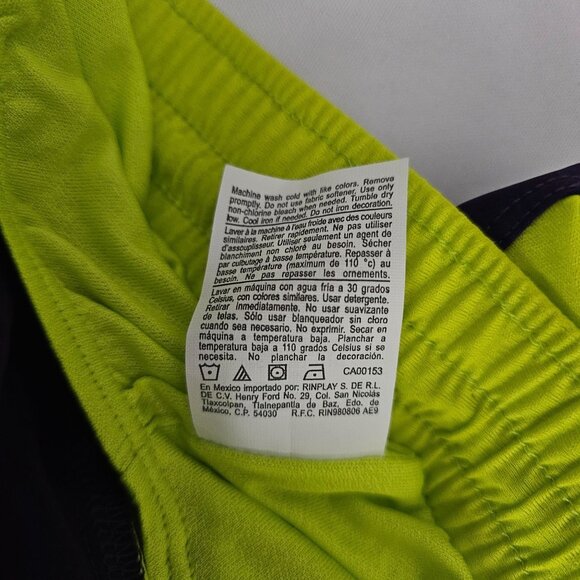 Machine wash cold with like colors. Remove
promptly. Do not use fabric softener. Use only
non-chlorine bleach when needed. Tumble dry
low. Cool iron if needed. Do not iron decoration.
Laver à la machine à l'eau froide avec des couleurs
similaires. Retirer rapidement. Ne pas utiliser
d'assouplisseur. Utiliser seulement un agent de
blanchiment non chloré au besoin. Sécher
par culbutage à basse température. Repasser à
basse température (maximum de 110 °c) au
besoin. Ne pas repasser les ornements.
Lavar en máquina con agua fría a 30 grados
Celsius, con colores similares. Usar detergente.
Retirar inmediatamente. No usar suavizante
de telas. Sólo usar blanqueador sin cloro
cuando sea necesario. No exprimir. Secar en
máquina a temperatura baja. Planchar a
temperatura baja a 110 grados Celsius si es
necesario. No planchar la decoración.
CA00153
En Mexico importado por: RINPLAY S. DE R.L.
DE C.V. Henry Ford No. 29, Col. San Nicolás
Tlaxcolpan, Tlalnepantla de Baz, Edo. de
México, C.P. 54030 R.F.C. RIN980806 AE9